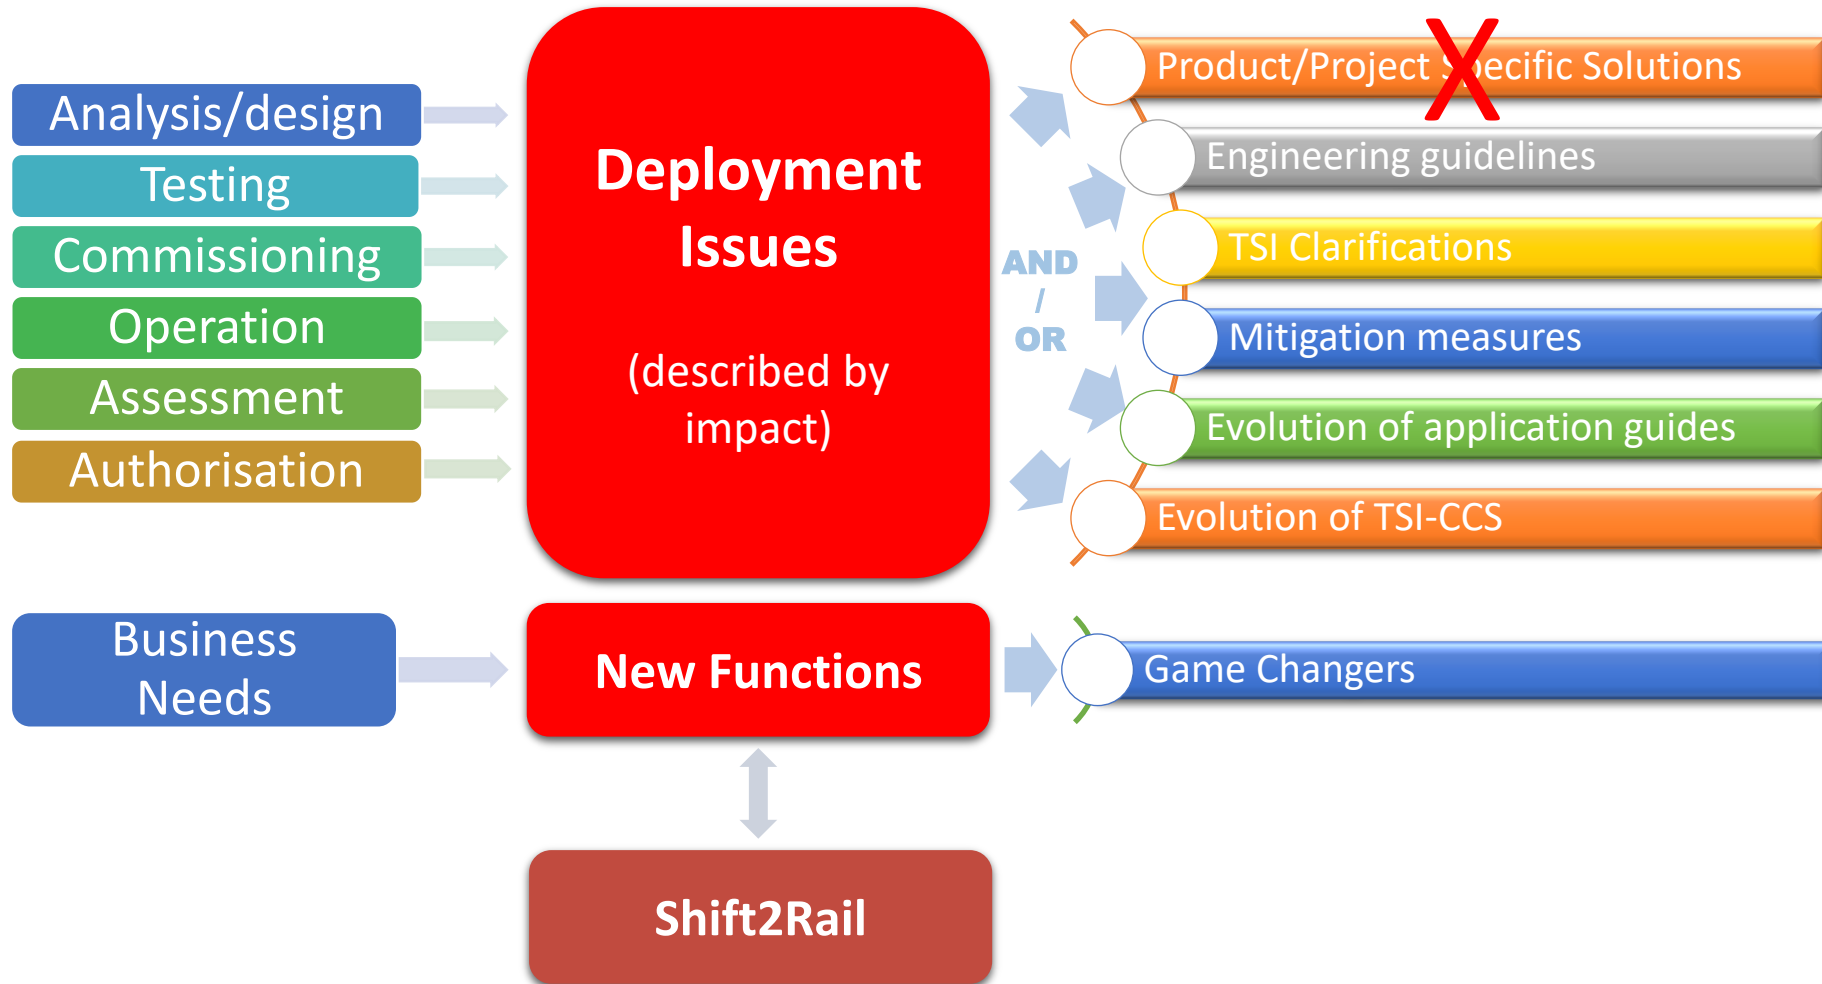 Analysis/design
Testing
Commissioning
Operation
Assessment
Authorisation
Deployment
Issues
(described by
impact)
AND
/
OR
Product/Project Specific Solutions
X
Engineering guidelines
TSI Clarifications
Mitigation measures
Evolution of application guides
Evolution of TSI-CCS
Business
Needs
New Functions
Game Changers
Shift2Rail